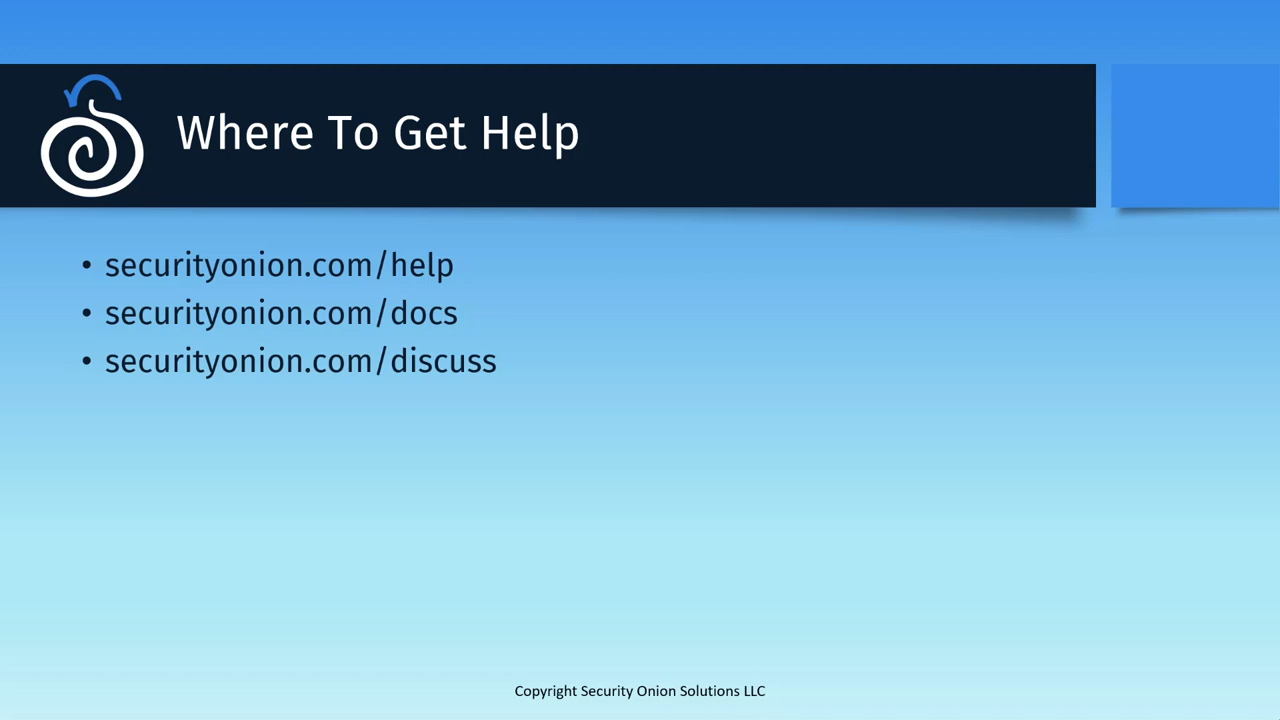 Where To Get Help
• securityonion.com/help
• securityonion.com/docs
• securityonion.com/discuss
Copyright Security Onion Solutions LLC